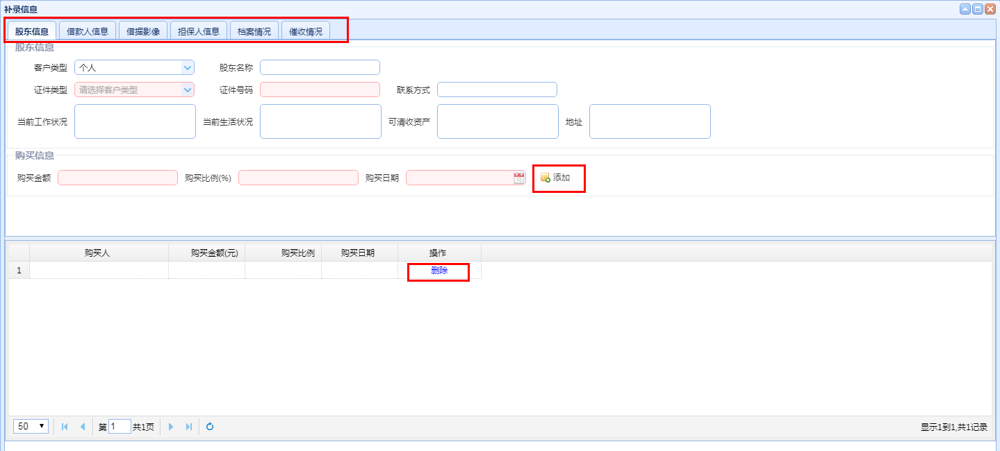 补录信息
股东信息 借款人信息 借据影像 担保人信息 档案情况 催收情况
股东信息
客户类型 个人 股东名称
证件类型 请选择客户类型 证件号码 联系方式
当前工作状况 当前生活状况 可清收资产 地址
购买信息
购买金额 购买比例(%) 购买日期 添加
购买人 购买金额(元) 购买比例 购买日期 操作
1 删除
50 第 1 共1页 显示1到1,共1记录